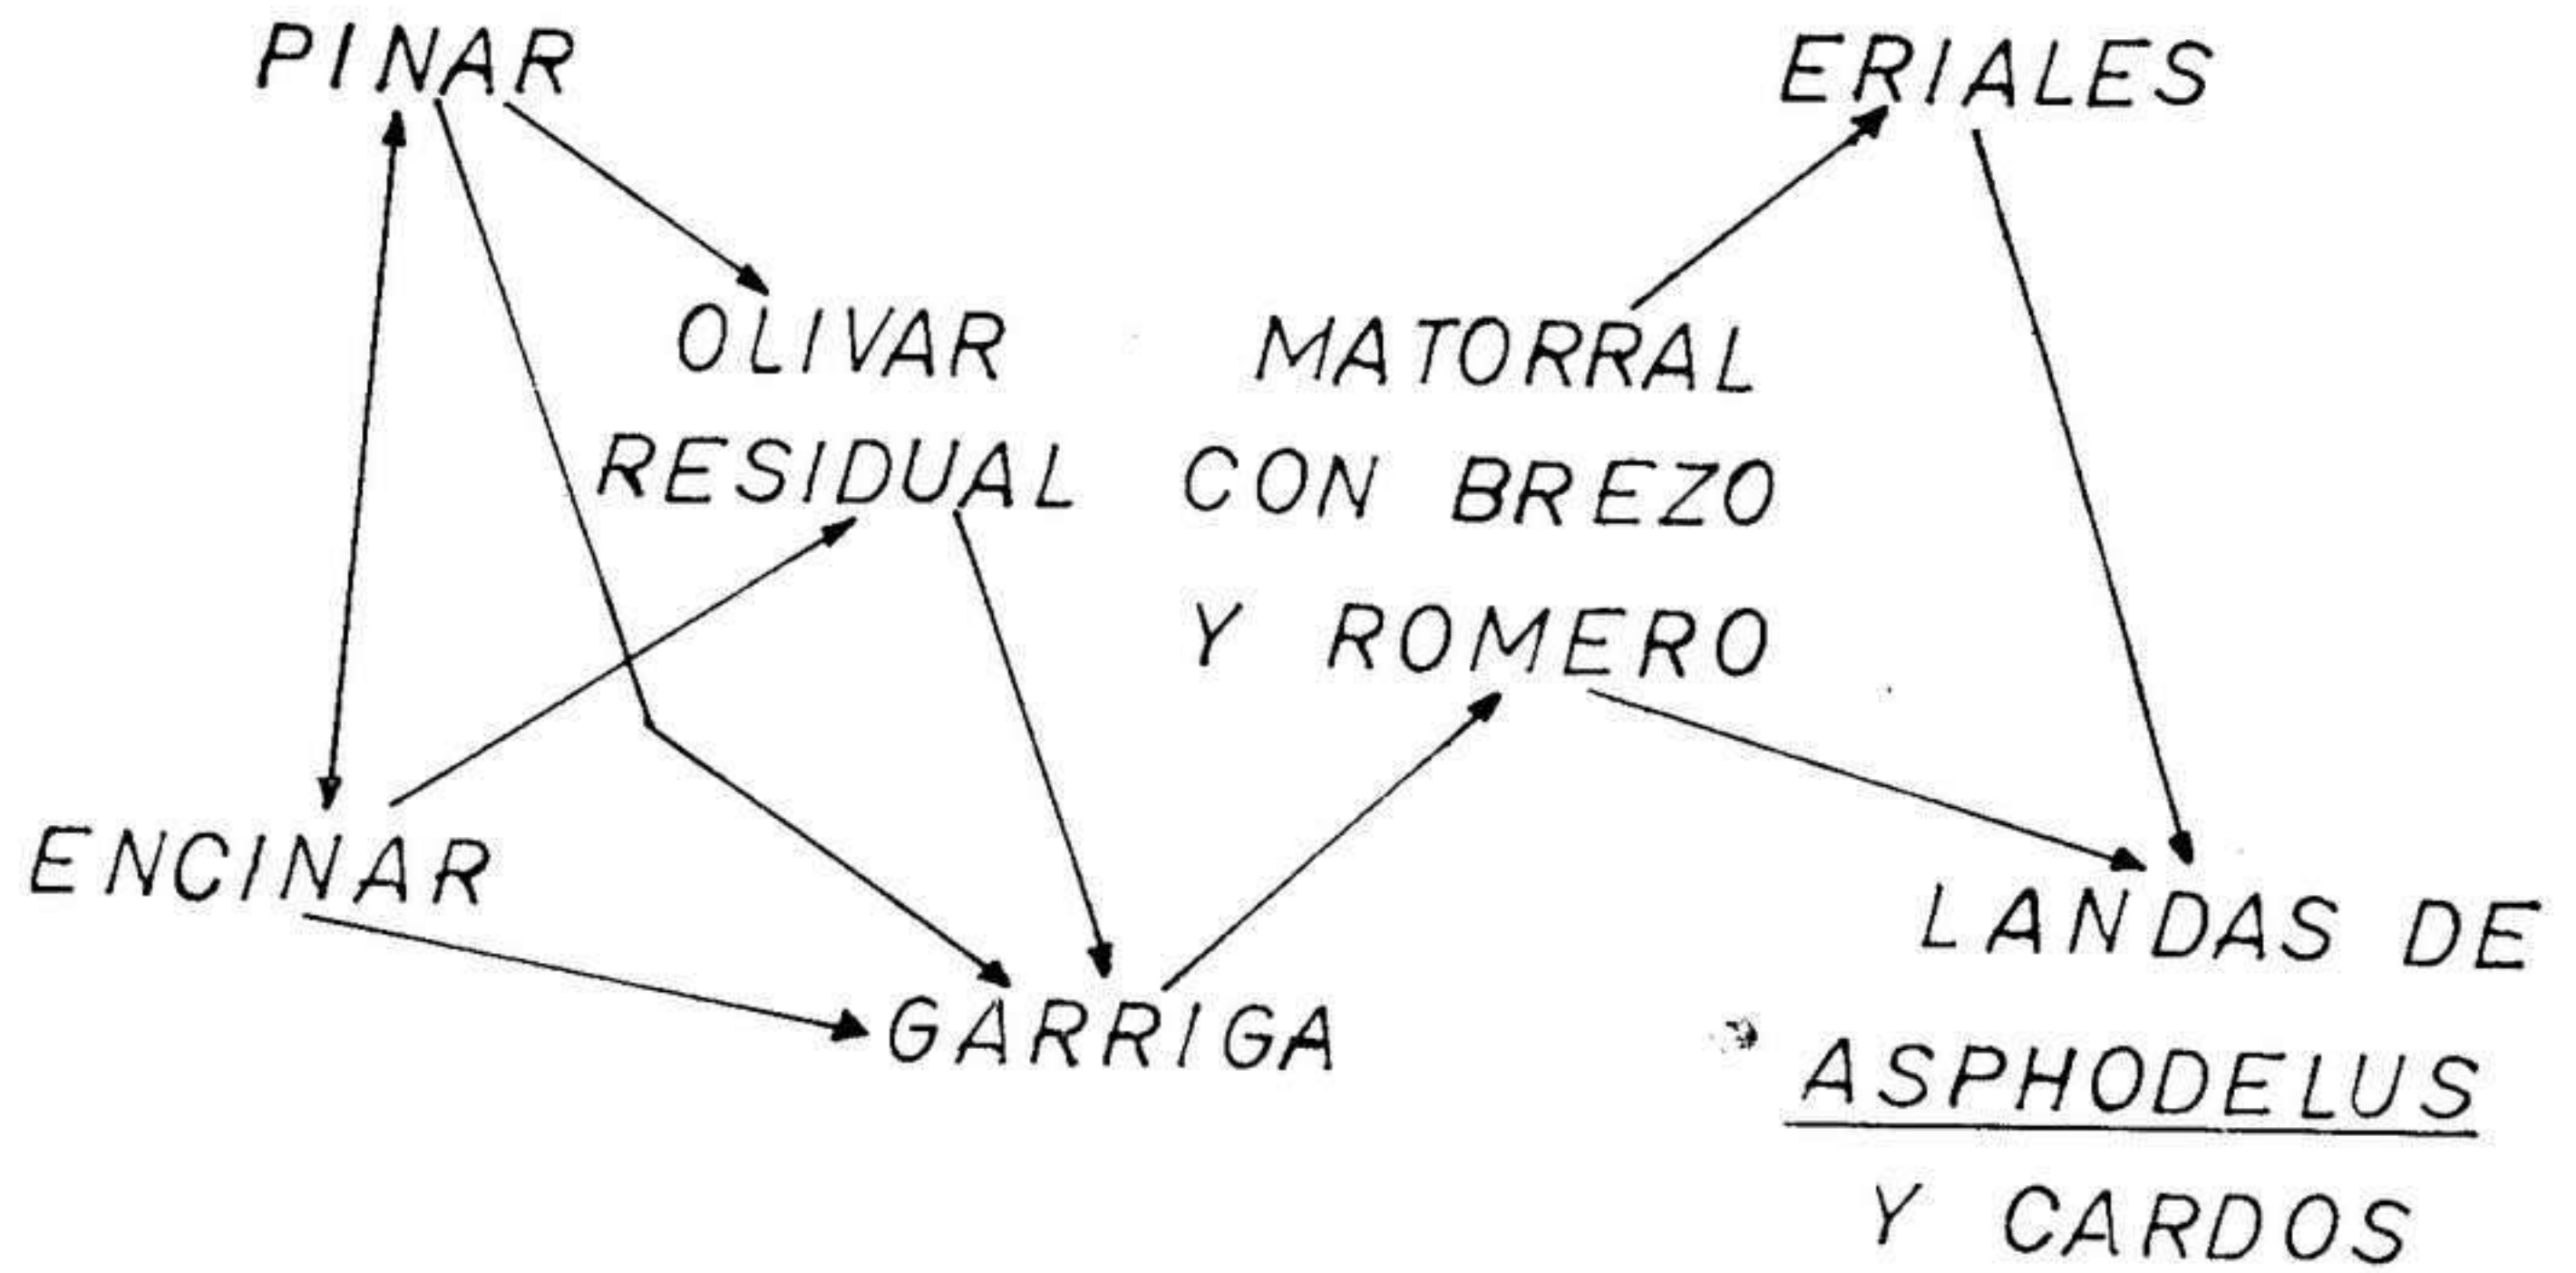 PINAR
ERIALES
OLIVAR
RESIDUAL
MATORRAL
CON BREZO
Y ROMERO
ENCINAR
GARRIGA
LANDAS DE
ASPHODELUS
Y CARDOS